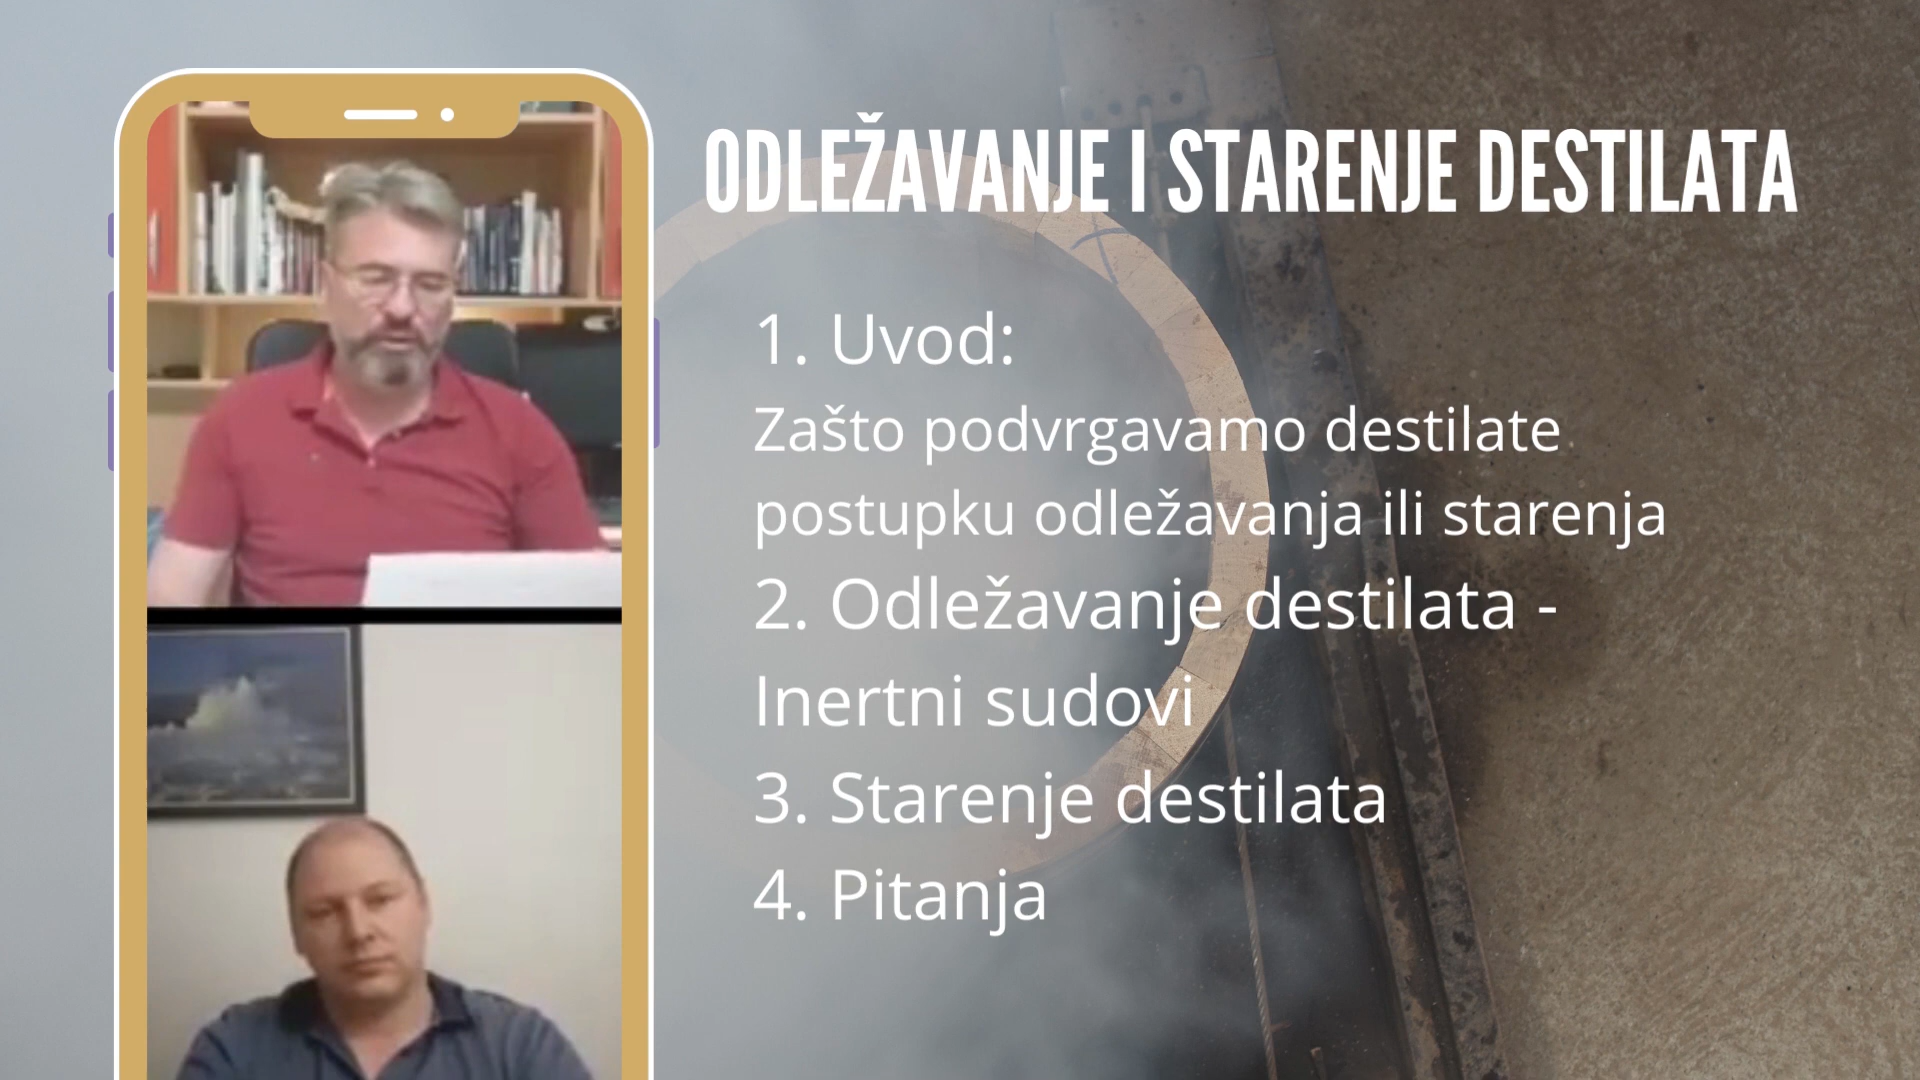 ODLEŽAVANJE I STARENJE DESTILATA
1. Uvod:
Zašto podvrgavamo destilate
postupku odležavanja ili starenja
2. Odležavanje destilata -
Inertni sudovi
3. Starenje destilata
4. Pitanja